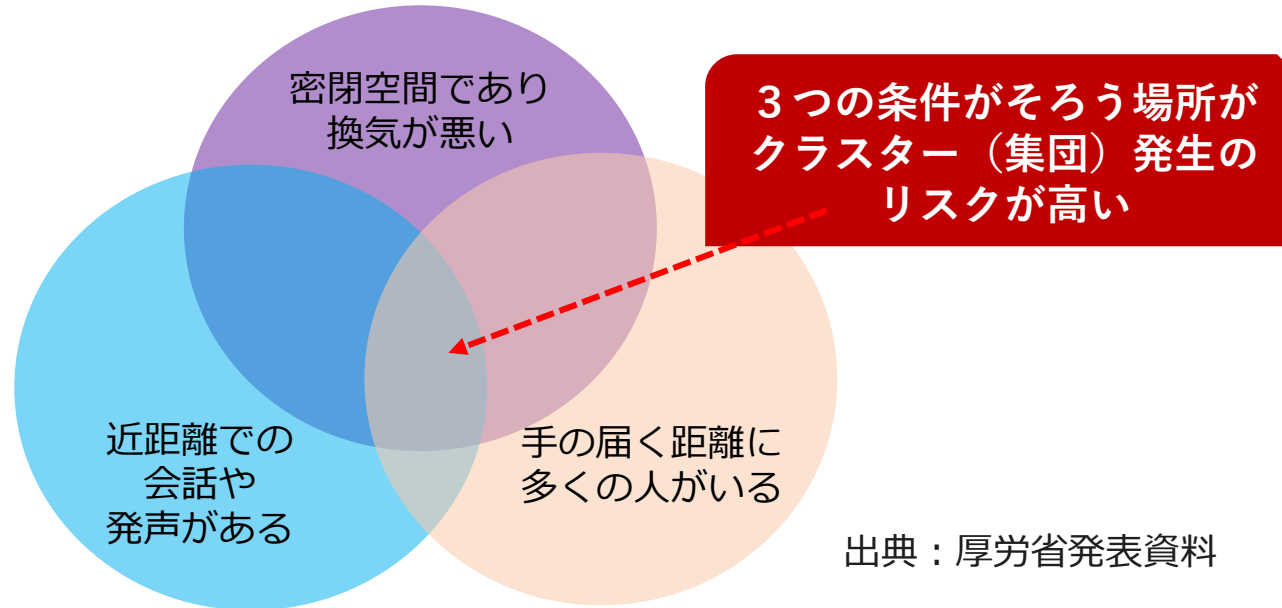 密閉空間であり
換気が悪い
３つの条件がそろう場所が
クラスター（集団）発生の
リスクが高い
近距離での
会話や
発声がある
手の届く距離に
多くの人がいる
出典：厚労省発表資料